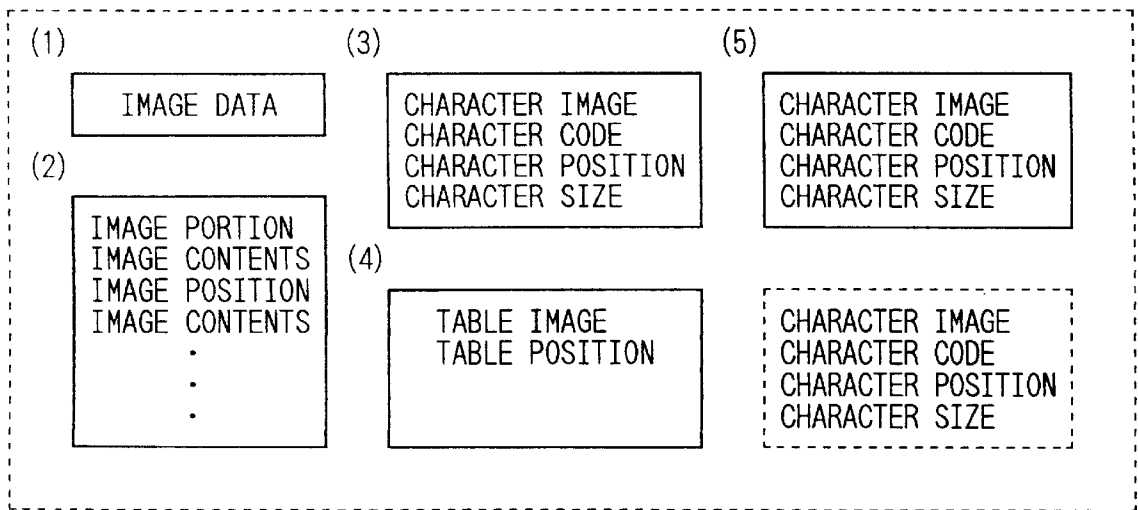 (1)
IMAGE DATA
(2)
IMAGE PORTION
IMAGE CONTENTS
IMAGE POSITION
IMAGE CONTENTS
.
.
.
(3)
CHARACTER IMAGE
CHARACTER CODE
CHARACTER POSITION
CHARACTER SIZE
(4)
TABLE IMAGE
TABLE POSITION
(5)
CHARACTER IMAGE
CHARACTER CODE
CHARACTER POSITION
CHARACTER SIZE
CHARACTER IMAGE
CHARACTER CODE
CHARACTER POSITION
CHARACTER SIZE